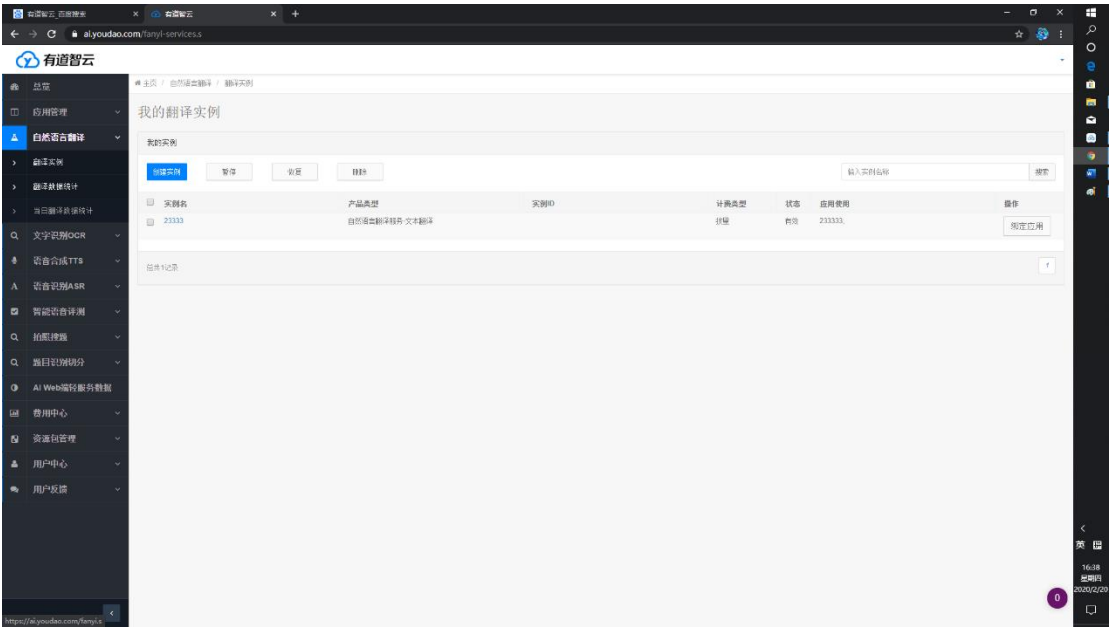 有道智云_百度搜索
有道智云
ai.youdao.com/fanyi-services.s
有道智云
总览
应用管理
自然语言翻译
翻译实例
翻译数据统计
当日翻译数据统计
文字识别OCR
语音合成TTS
语音识别ASR
智能语音评测
拍照搜题
题目识别切分
AI Web端轻服务数据
费用中心
资源包管理
用户中心
用户反馈
https://ai.youdao.com/fanyi.s
主页 / 自然语言翻译 / 翻译实例
我的翻译实例
我的实例
创建实例 暂停 恢复 删除 输入实例名称 搜索
实例名 产品类型 实例ID 计费类型 状态 应用使用 操作
23333 自然语言翻译服务-文本翻译 按量 有效 233333, 绑定应用
总共1记录 1
0
英
16:38
星期四
2020/2/20